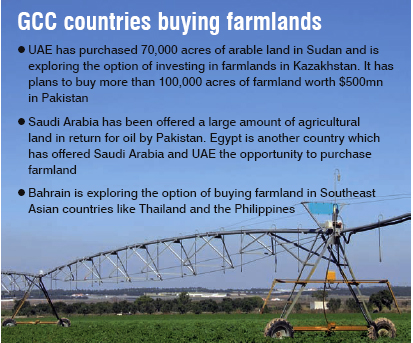 GCC countries buying farmlands
● UAE has purchased 70,000 acres of arable land in Sudan and is
exploring the option of investing in farmlands in Kazakhstan. It has
plans to buy more than 100,000 acres of farmland worth $500mn
in Pakistan
● Saudi Arabia has been offered a large amount of agricultural
land in return for oil by Pakistan. Egypt is another country which
has offered Saudi Arabia and UAE the opportunity to purchase
farmland
● Bahrain is exploring the option of buying farmland in Southeast
Asian countries like Thailand and the Philippines